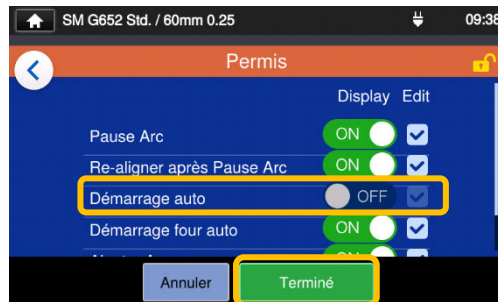 SM G652 Std. / 60mm 0.25 09:38
Permis
Display Edit
Pause Arc ON
Re-aligner après Pause Arc ON
Démarrage auto OFF
Démarrage four auto ON
ON
Annuler Terminé